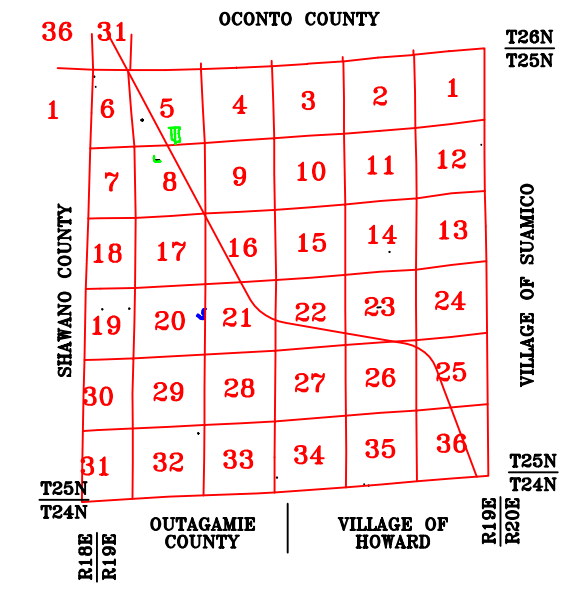 OCONTO COUNTY
36 31
T26N
T25N
1 6 5 4 3 2 1
7 8 9 10 11 12
18 17 16 15 14 13
19 20 21 22 23 24
30 29 28 27 26 25
31 32 33 34 35 36
SHAWANO COUNTY
VILLAGE OF SUAMICO
T25N
T24N
T25N
T24N
R18E
R19E
OUTAGAMIE
COUNTY
VILLAGE OF
HOWARD
R19E
R20E